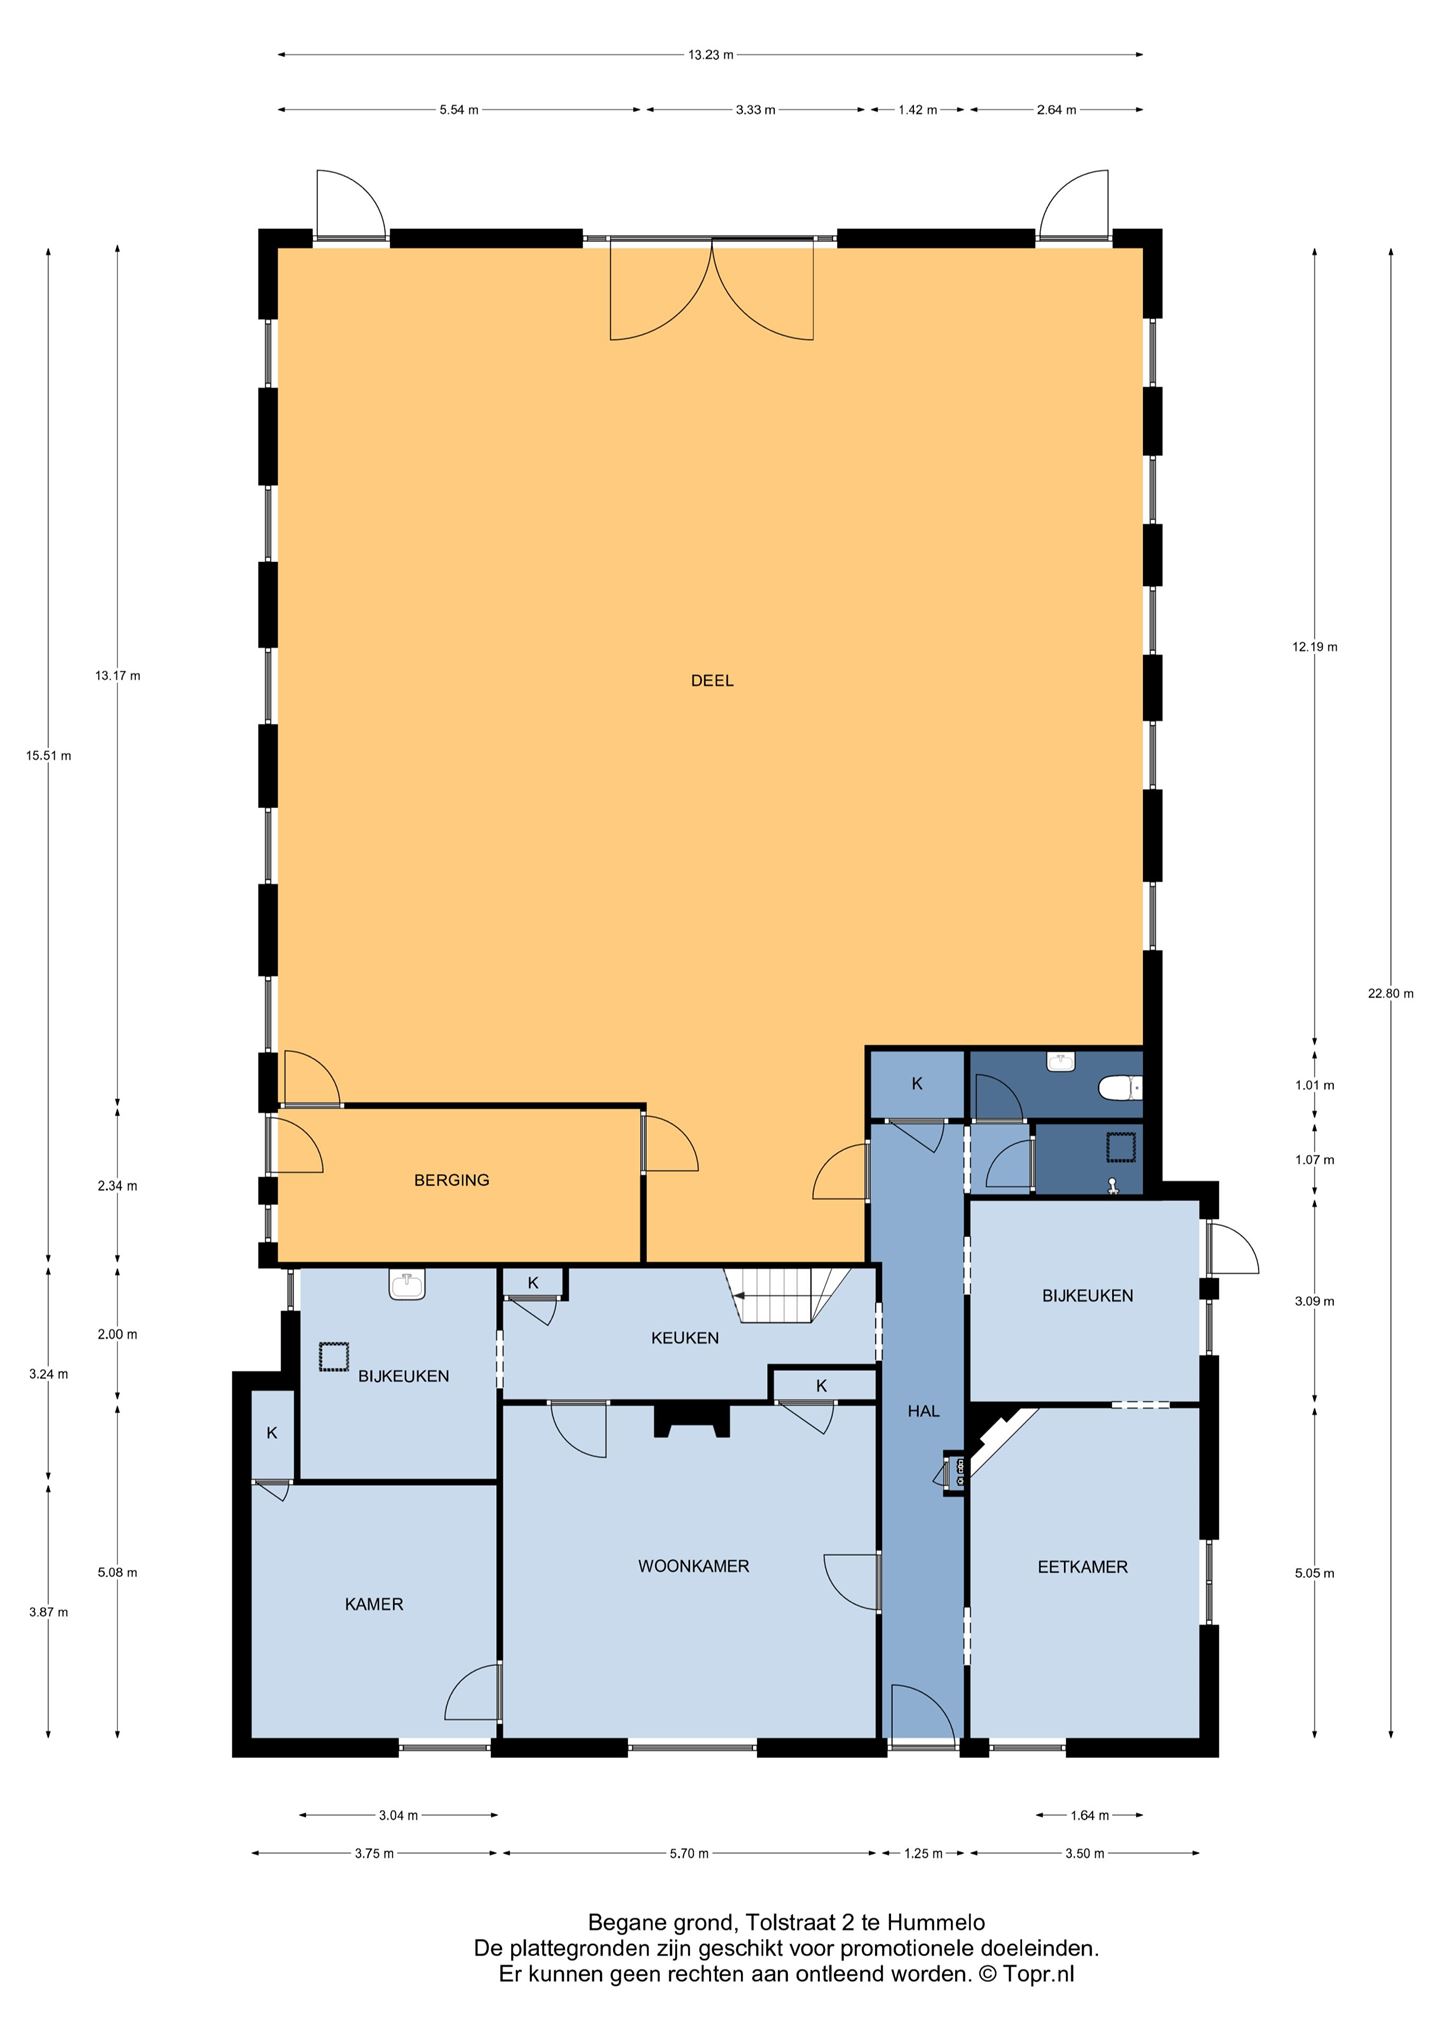 13.23 m
5.54 m 3.33 m 1.42 m 2.64 m
12.19 m
13.17 m
DEEL
15.51 m
22.80 m
K
1.01 m
1.07 m
BERGING
2.34 m
K
BIJKEUKEN
3.09 m
2.00 m
KEUKEN
3.24 m
BIJKEUKEN
K
HAL
K
WOONKAMER
EETKAMER
5.08 m
5.05 m
KAMER
3.87 m
3.04 m 1.64 m
3.75 m 5.70 m 1.25 m 3.50 m
Begane grond, Tolstraat 2 te Hummelo
De plattegronden zijn geschikt voor promotionele doeleinden.
Er kunnen geen rechten aan ontleend worden. © Topr.nl